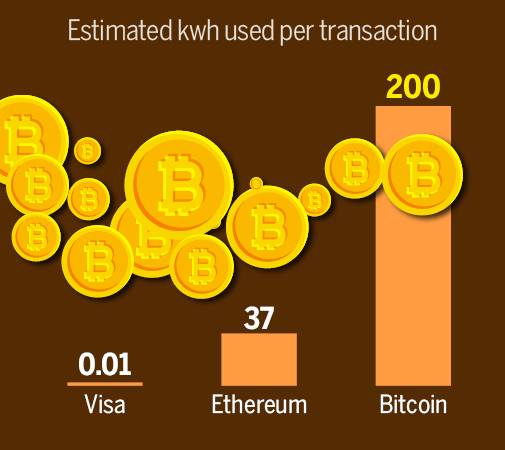 Estimated kwh used per transaction
200
37
0.01
Visa
Ethereum
Bitcoin